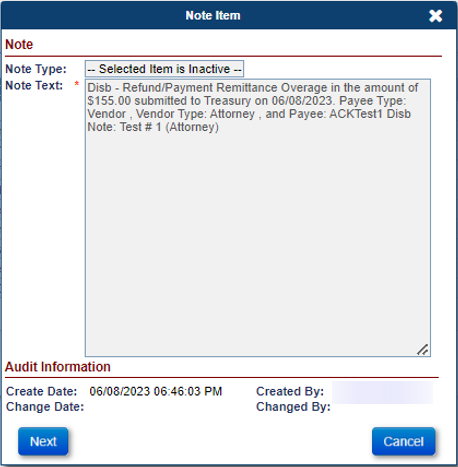 Note Item
Note
Note Type: -- Selected Item is Inactive --
Note Text: * Disb - Refund/Payment Remittance Overage in the amount of
$155.00 submitted to Treasury on 06/08/2023. Payee Type:
Vendor , Vendor Type: Attorney , and Payee: ACKTest1 Disb
Note: Test # 1 (Attorney)
Audit Information
Create Date: 06/08/2023 06:46:03 PM Created By:
Change Date: Changed By:
Next Cancel